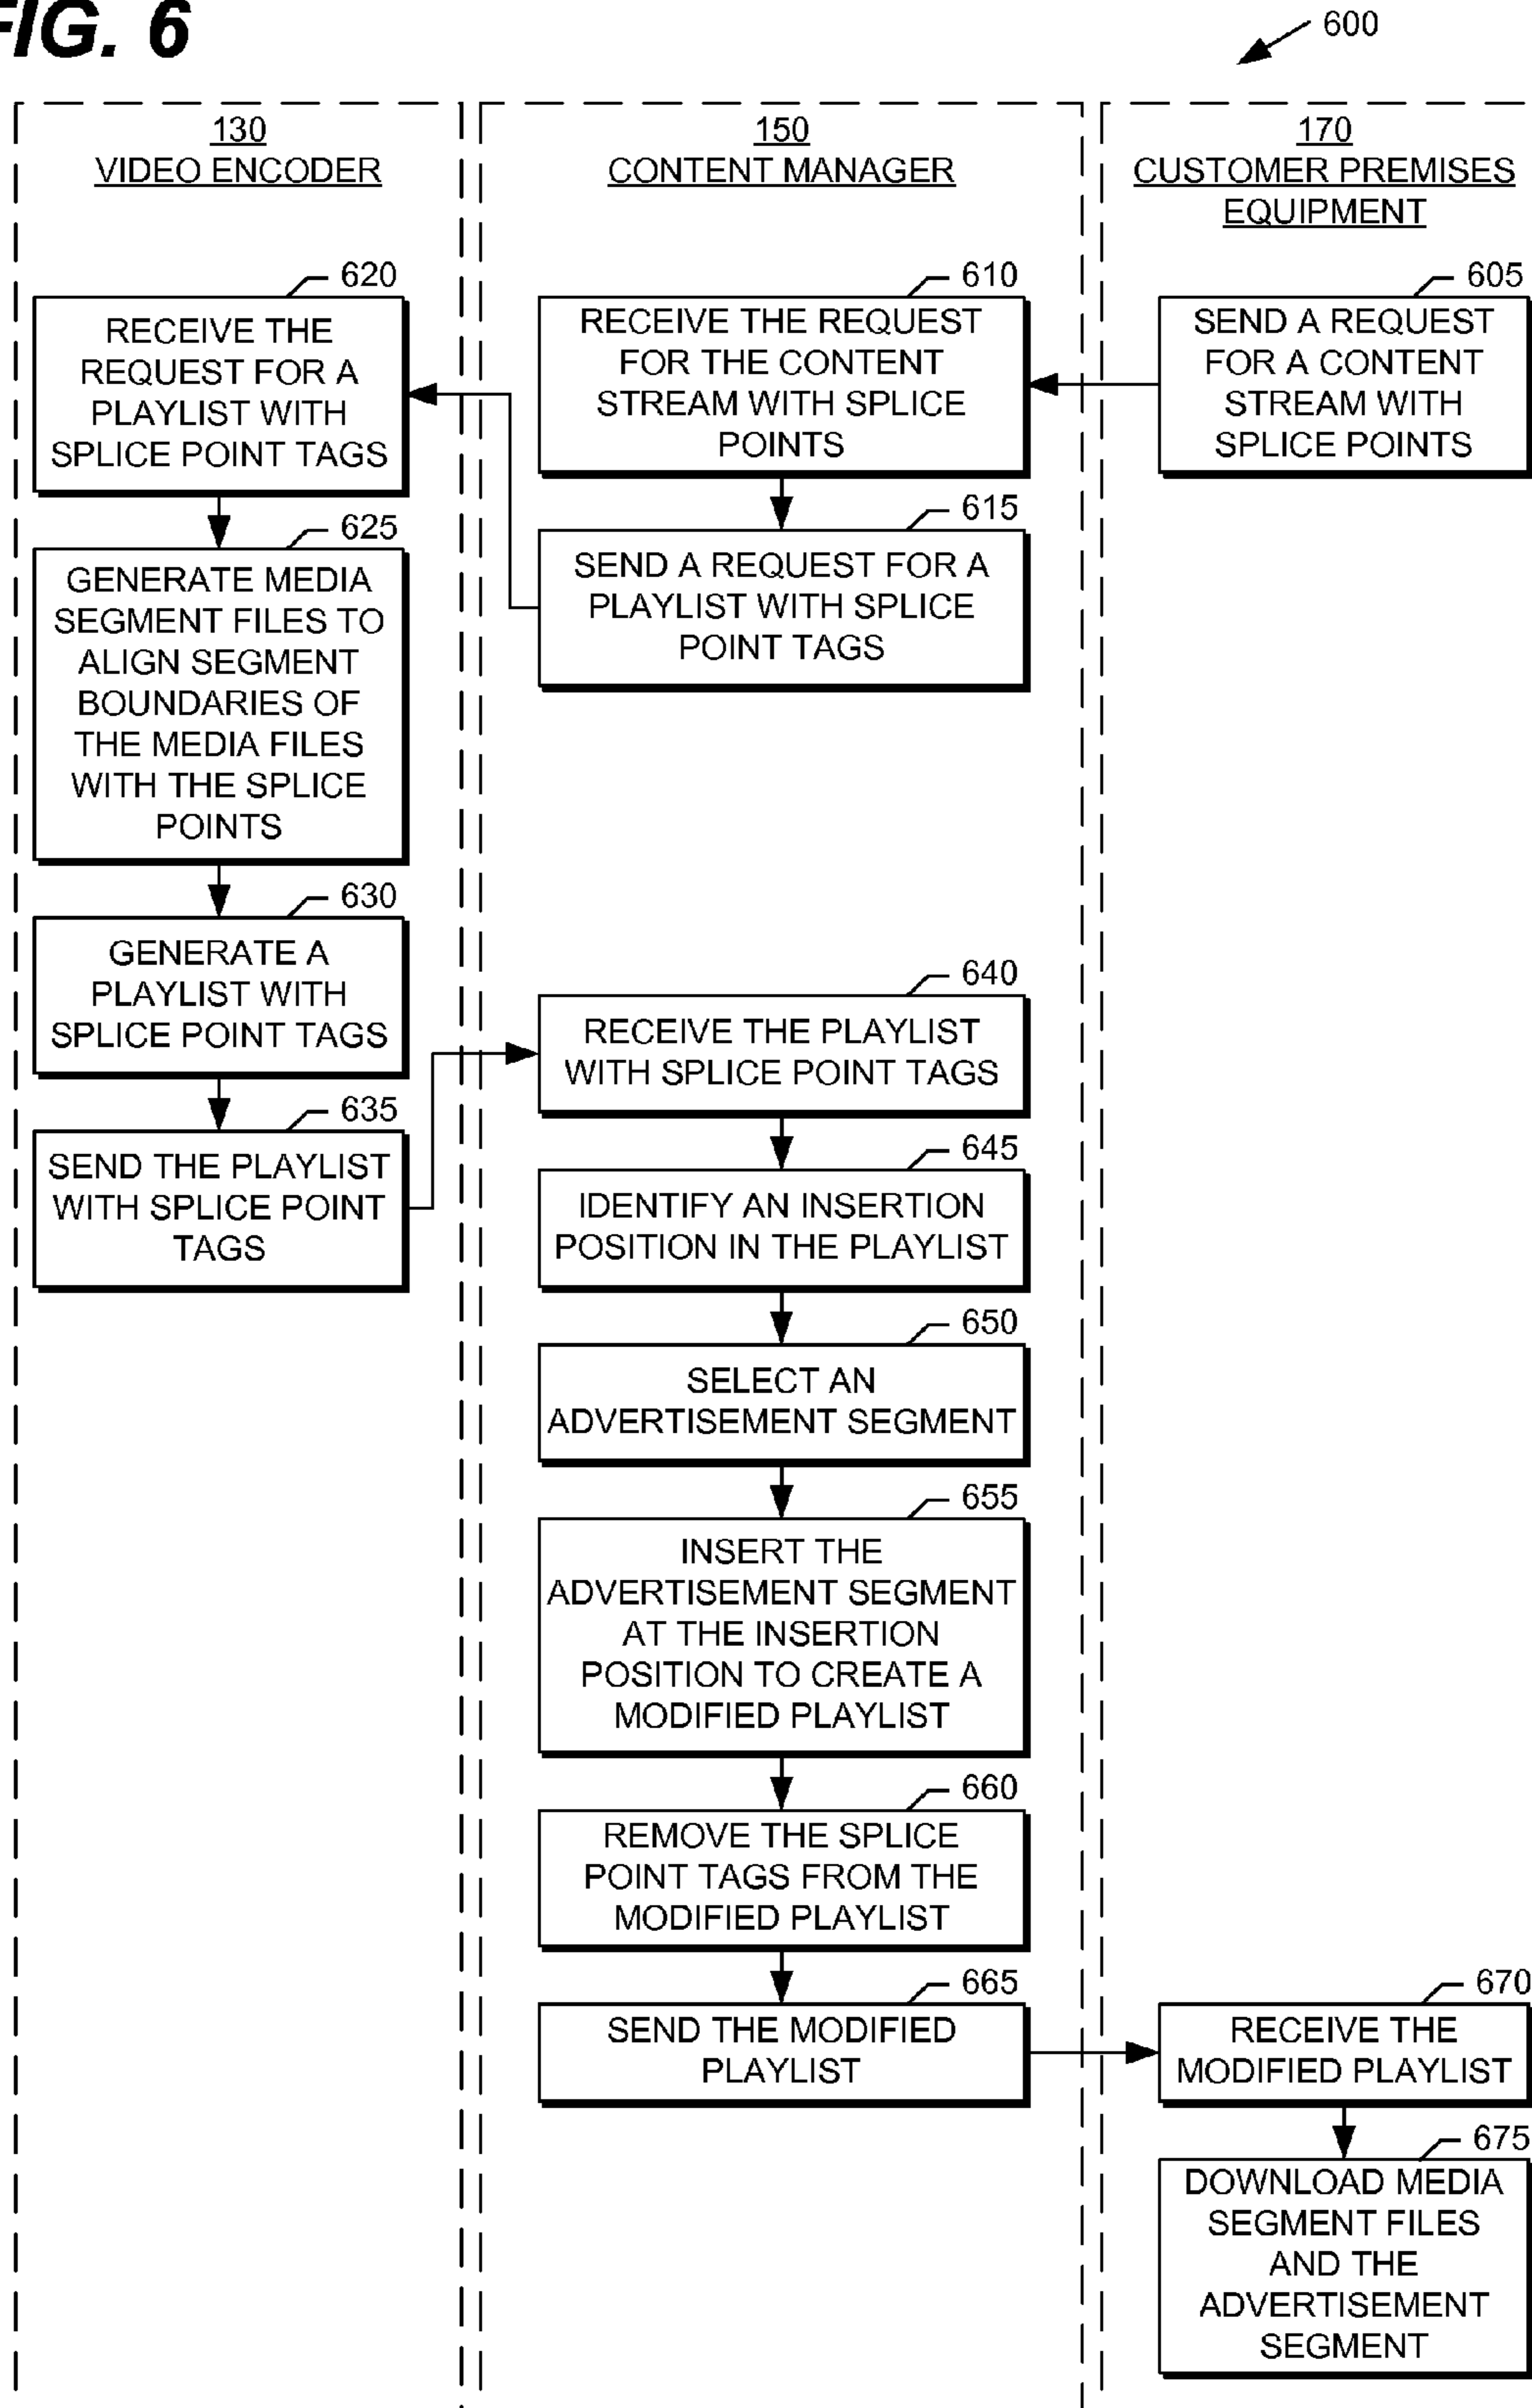 FIG. 6
600
130
VIDEO ENCODER
150
CONTENT MANAGER
170
CUSTOMER PREMISES
EQUIPMENT
620
RECEIVE THE
REQUEST FOR A
PLAYLIST WITH
SPLICE POINT TAGS
610
RECEIVE THE REQUEST
FOR THE CONTENT
STREAM WITH SPLICE
POINTS
605
SEND A REQUEST
FOR A CONTENT
STREAM WITH
SPLICE POINTS
615
SEND A REQUEST FOR A
PLAYLIST WITH SPLICE
POINT TAGS
625
GENERATE MEDIA
SEGMENT FILES TO
ALIGN SEGMENT
BOUNDARIES OF
THE MEDIA FILES
WITH THE SPLICE
POINTS
630
GENERATE A
PLAYLIST WITH
SPLICE POINT TAGS
635
SEND THE PLAYLIST
WITH SPLICE POINT
TAGS
640
RECEIVE THE PLAYLIST
WITH SPLICE POINT TAGS
645
IDENTIFY AN INSERTION
POSITION IN THE PLAYLIST
650
SELECT AN
ADVERTISEMENT SEGMENT
655
INSERT THE
ADVERTISEMENT SEGMENT
AT THE INSERTION
POSITION TO CREATE A
MODIFIED PLAYLIST
660
REMOVE THE SPLICE
POINT TAGS FROM THE
MODIFIED PLAYLIST
665
SEND THE MODIFIED
PLAYLIST
670
RECEIVE THE
MODIFIED PLAYLIST
675
DOWNLOAD MEDIA
SEGMENT FILES
AND THE
ADVERTISEMENT
SEGMENT